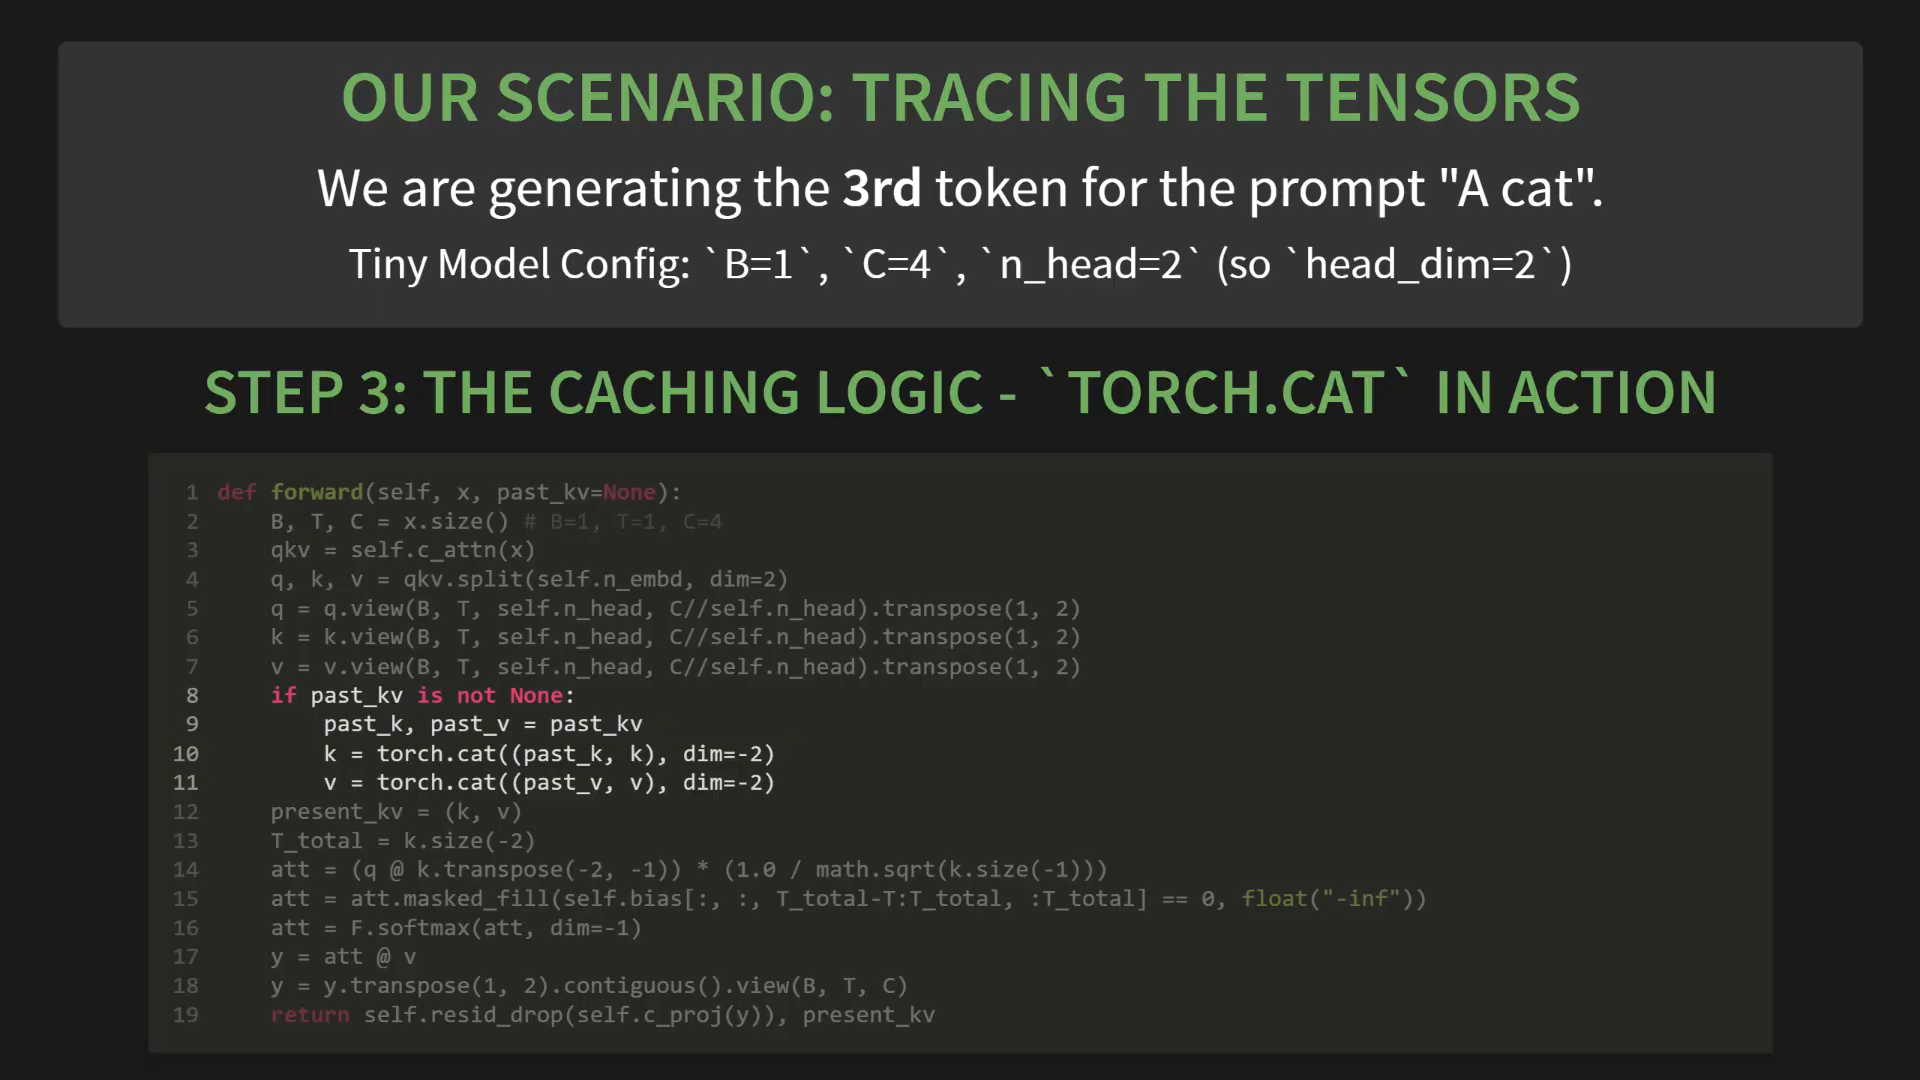 OUR SCENARIO: TRACING THE TENSORS
We are generating the 3rd token for the prompt "A cat".
Tiny Model Config: `B=1`, `C=4`, `n_head=2` (so `head_dim=2`)
STEP 3: THE CACHING LOGIC - `TORCH.CAT` IN ACTION
1 def forward(self, x, past_kv=None):
2     B, T, C = x.size() # B=1, T=1, C=4
3     qkv = self.c_attn(x)
4     q, k, v = qkv.split(self.n_embd, dim=2)
5     q = q.view(B, T, self.n_head, C//self.n_head).transpose(1, 2)
6     k = k.view(B, T, self.n_head, C//self.n_head).transpose(1, 2)
7     v = v.view(B, T, self.n_head, C//self.n_head).transpose(1, 2)
8     if past_kv is not None:
9         past_k, past_v = past_kv
10         k = torch.cat((past_k, k), dim=-2)
11         v = torch.cat((past_v, v), dim=-2)
12     present_kv = (k, v)
13     T_total = k.size(-2)
14     att = (q @ k.transpose(-2, -1)) * (1.0 / math.sqrt(k.size(-1)))
15     att = att.masked_fill(self.bias[:, :, T_total-T:T_total, :T_total] == 0, float("-inf"))
16     att = F.softmax(att, dim=-1)
17     y = att @ v
18     y = y.transpose(1, 2).contiguous().view(B, T, C)
19     return self.resid_drop(self.c_proj(y)), present_kv